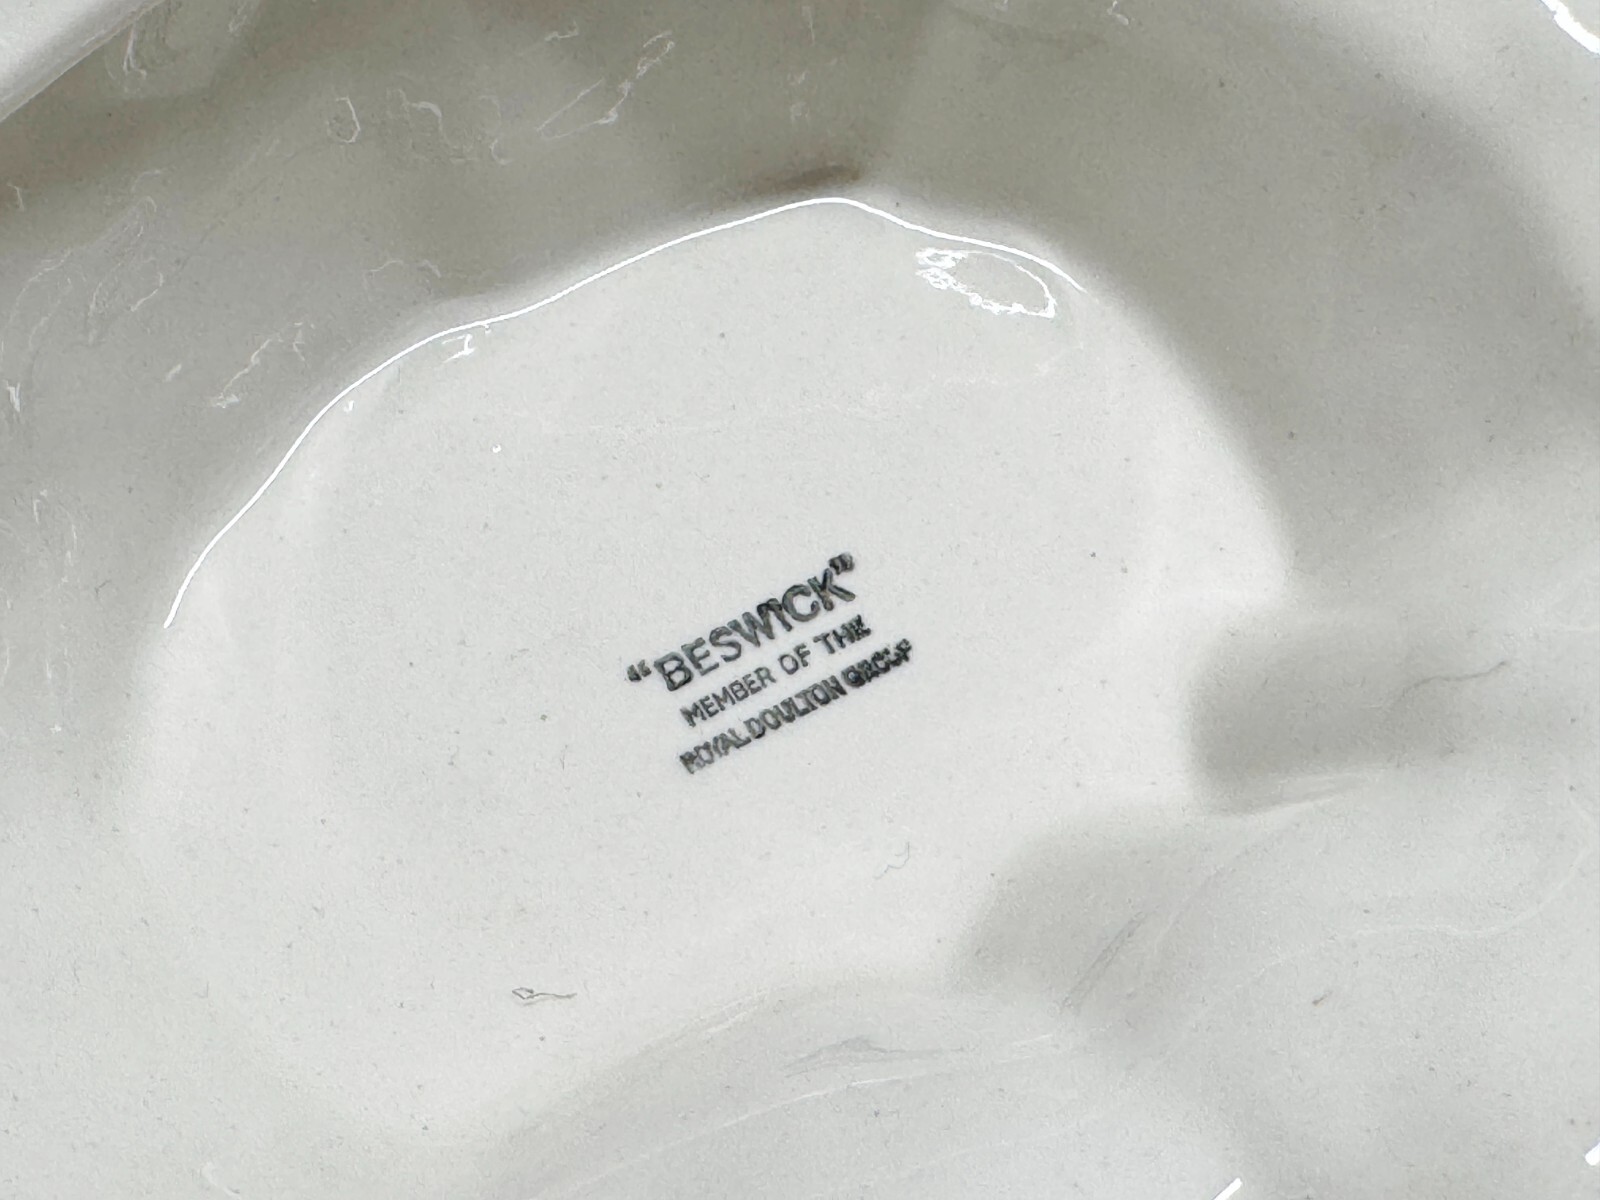 “BESWICK”
MEMBER OF THE
ROYAL DOULTON GROUP